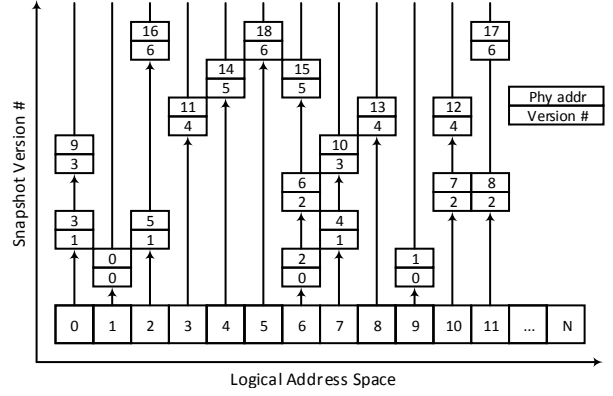 16 18 17
6 6 6
14 15
5 5
Phy addr
Version #
11 13 12
4 4 4
9 10
3 3
6 7 8
2 2 2
3 5 4
1 1 1
0 2 1
0 0 0
0 1 2 3 4 5 6 7 8 9 10 11 ... N
Snapshot Version #
Logical Address Space